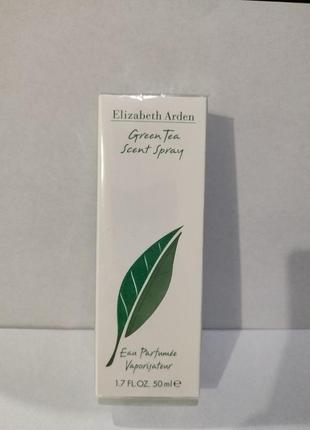 Elizabeth Arden
Green Tea
Scent Spray
Eau Parfumée
Vaporisateur
1.7 FL.OZ. 50 ml ℮